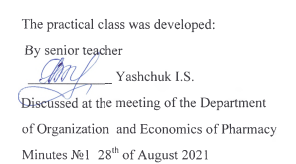 The practical class was developed:
By senior teacher
Yashchuk I.S.
Discussed at the meeting of the Department
of Organization and Economics of Pharmacy
Minutes №1 28th of August 2021